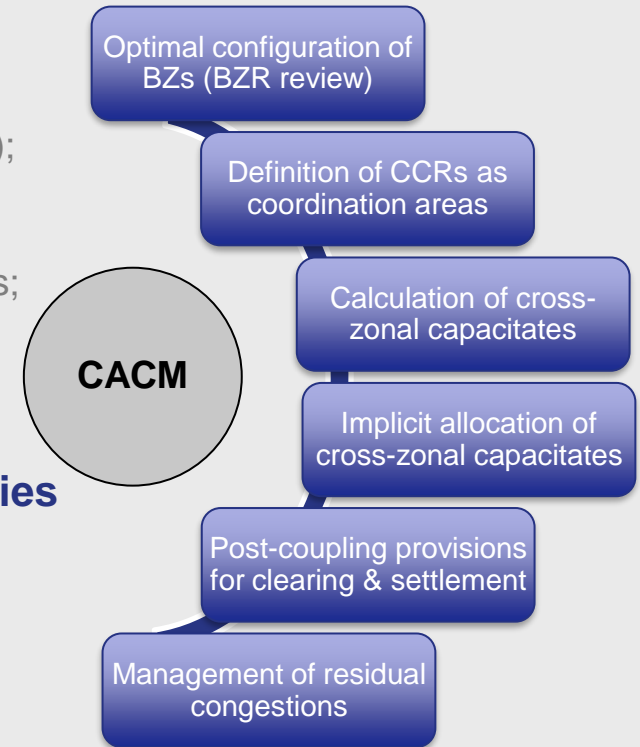 Optimal configuration of
BZs (BZR review)
);
Definition of CCRs as
coordination areas
s;
Calculation of cross-
zonal capacitates
CACM
Implicit allocation of
cross-zonal capacitates
ies
Post-coupling provisions
for clearing & settlement
Management of residual
congestions